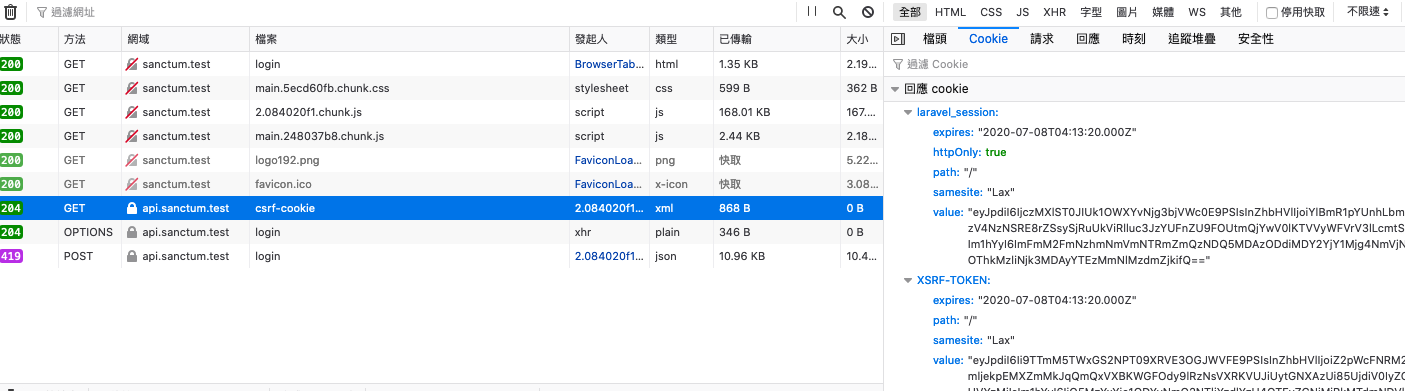 過濾網址
全部 HTML CSS JS XHR 字型 圖片 媒體 WS 其他 停用快取 不限速
狀態 方法 網域 檔案 發起人 類型 已傳輸 大小
檔頭 Cookie 請求 回應 時刻 追蹤堆疊 安全性
200 GET sanctum.test login BrowserTab... html 1.35 KB 2.19...
200 GET sanctum.test main.5ecd60fb.chunk.css stylesheet css 599 B 362 B
200 GET sanctum.test 2.084020f1.chunk.js script js 168.01 KB 167....
200 GET sanctum.test main.248037b8.chunk.js script js 2.44 KB 2.18...
200 GET sanctum.test logo192.png FaviconLoa... png 快取 5.22...
200 GET sanctum.test favicon.ico FaviconLoa... x-icon 快取 3.08...
204 GET api.sanctum.test csrf-cookie 2.084020f1... xml 868 B 0 B
204 OPTIONS api.sanctum.test login xhr plain 346 B 0 B
419 POST api.sanctum.test login 2.084020f1... json 10.96 KB 10.4...
過濾 Cookie
回應 cookie
laravel_session:
expires: "2020-07-08T04:13:20.000Z"
httpOnly: true
path: "/"
samesite: "Lax"
value:
XSRF-TOKEN:
expires: "2020-07-08T04:13:20.000Z"
path: "/"
samesite: "Lax"
value: